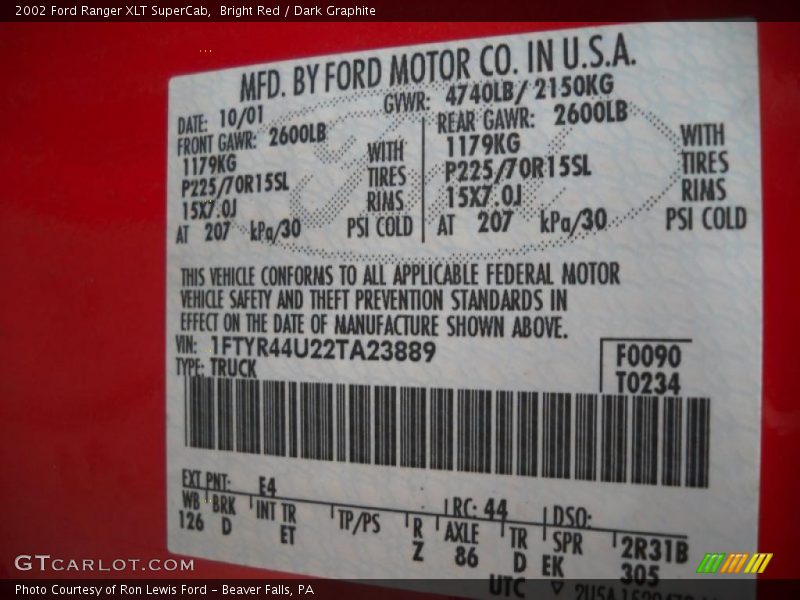 2002 Ford Ranger XLT SuperCab,  Bright Red / Dark Graphite
MFD. BY FORD MOTOR CO. IN U.S.A.
DATE: 10/01 GVWR: 4740LB/ 2150KG
FRONT GAWR: 2600LB REAR GAWR: 2600LB
1179KG WITH 1179KG WITH
P225/70R15SL TIRES P225/70R15SL TIRES
15X7.0J RIMS 15X7.0J RIMS
AT 207 kPa/30 PSI COLD AT 207 kPa/30 PSI COLD
THIS VEHICLE CONFORMS TO ALL APPLICABLE FEDERAL MOTOR
VEHICLE SAFETY AND THEFT PREVENTION STANDARDS IN
EFFECT ON THE DATE OF MANUFACTURE SHOWN ABOVE.
VIN: 1FTYR44U22TA23889 F0090
TYPE: TRUCK T0234
EXT PNT: E4 RC: 44 DSO:
WB BRK INT TR TP/PS R AXLE TR SPR 2R31B
126 D ET Z 86 D EK 305
UTC
GTCARLOT.COM
Photo Courtesy of Ron Lewis Ford - Beaver Falls, PA